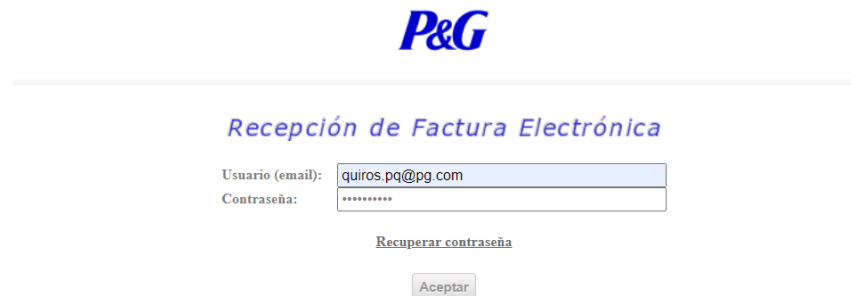 P&G
Recepción de Factura Electrónica
Usuario (email): quiros.pq@pg.com
Contraseña: ••••••••••
Recuperar contraseña
Aceptar